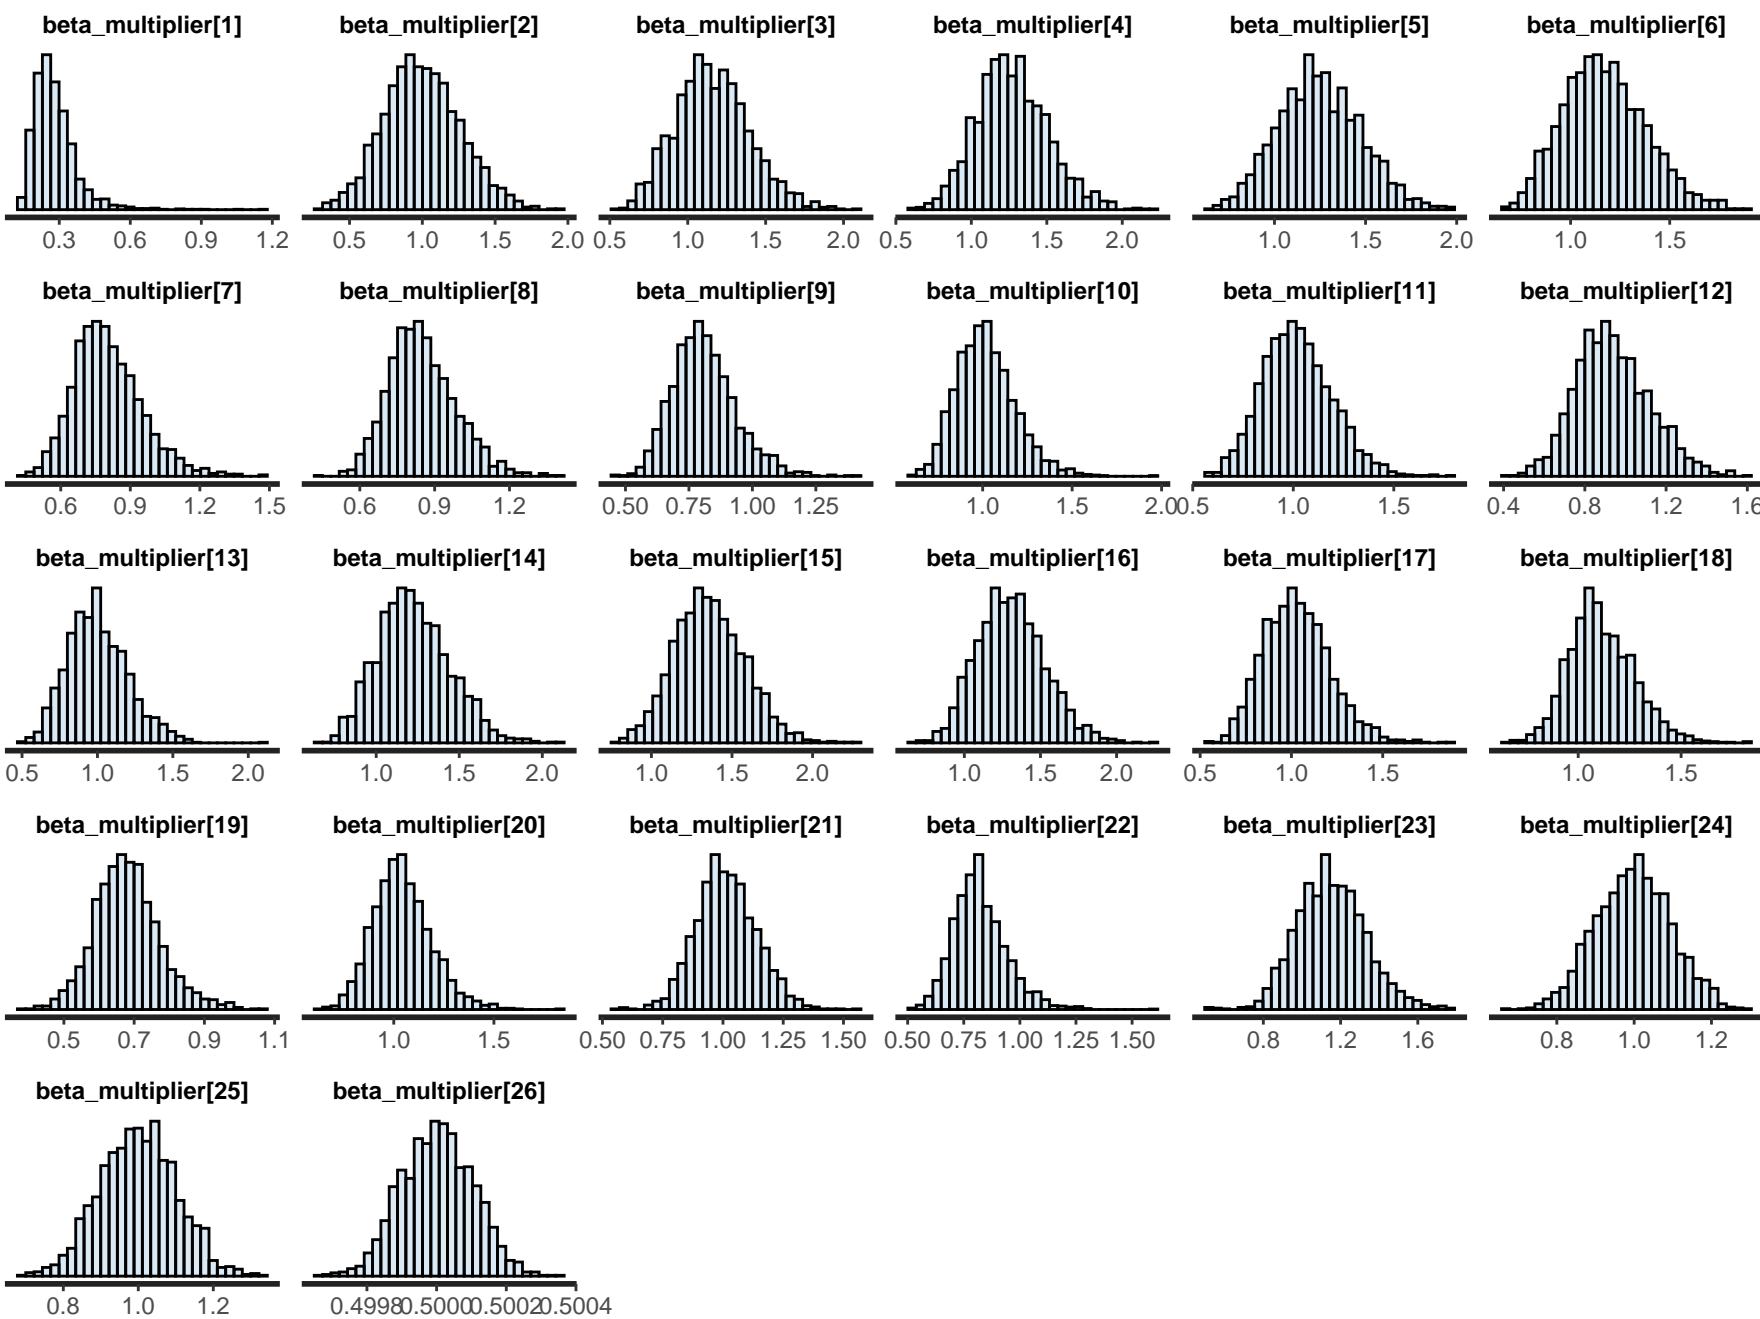 beta_multiplier[1] beta_multiplier[2] beta_multiplier[3] beta_multiplier[4] beta_multiplier[5] beta_multiplier[6]
0.3 0.6 0.9 1.2 0.5 1.0 1.5 2.0 0.5 1.0 1.5 2.0 0.5 1.0 1.5 2.0 1.0 1.5 2.0 1.0 1.5
beta_multiplier[7] beta_multiplier[8] beta_multiplier[9] beta_multiplier[10] beta_multiplier[11] beta_multiplier[12]
0.6 0.9 1.2 1.5 0.6 0.9 1.2 0.50 0.75 1.00 1.25 1.0 1.5 2.0 0.5 1.0 1.5 0.4 0.8 1.2 1.6
beta_multiplier[13] beta_multiplier[14] beta_multiplier[15] beta_multiplier[16] beta_multiplier[17] beta_multiplier[18]
0.5 1.0 1.5 2.0 1.0 1.5 2.0 1.0 1.5 2.0 1.0 1.5 2.0 0.5 1.0 1.5 1.0 1.5
beta_multiplier[19] beta_multiplier[20] beta_multiplier[21] beta_multiplier[22] beta_multiplier[23] beta_multiplier[24]
0.5 0.7 0.9 1.1 1.0 1.5 0.50 0.75 1.00 1.25 1.50 0.50 0.75 1.00 1.25 1.50 0.8 1.2 1.6 0.8 1.0 1.2
beta_multiplier[25] beta_multiplier[26]
0.8 1.0 1.2 0.4998 0.5000 0.5002 0.5004